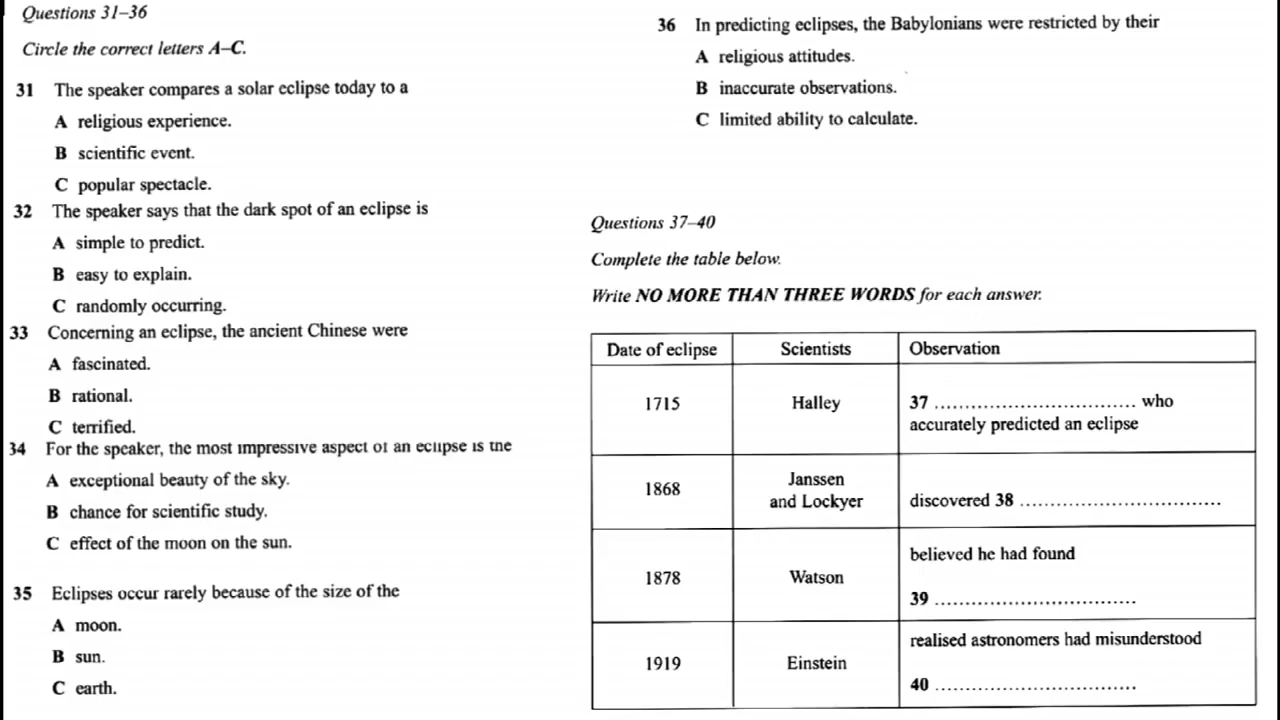 Questions 31–36
Circle the correct letters A–C.
31 The speaker compares a solar eclipse today to a
A religious experience.
B scientific event.
C popular spectacle.
32 The speaker says that the dark spot of an eclipse is
A simple to predict.
B easy to explain.
C randomly occurring.
33 Concerning an eclipse, the ancient Chinese were
A fascinated.
B rational.
C terrified.
34 For the speaker, the most impressive aspect of an eclipse is the
A exceptional beauty of the sky.
B chance for scientific study.
C effect of the moon on the sun.
35 Eclipses occur rarely because of the size of the
A moon.
B sun.
C earth.
36 In predicting eclipses, the Babylonians were restricted by their
A religious attitudes.
B inaccurate observations.
C limited ability to calculate.
Questions 37–40
Complete the table below.
Write NO MORE THAN THREE WORDS for each answer.
Date of eclipse Scientists Observation
1715 Halley 37 ................................ who
accurately predicted an eclipse
1868 Janssen
and Lockyer discovered 38 ................................
1878 Watson believed he had found
39 ................................
1919 Einstein realised astronomers had misunderstood
40 ................................